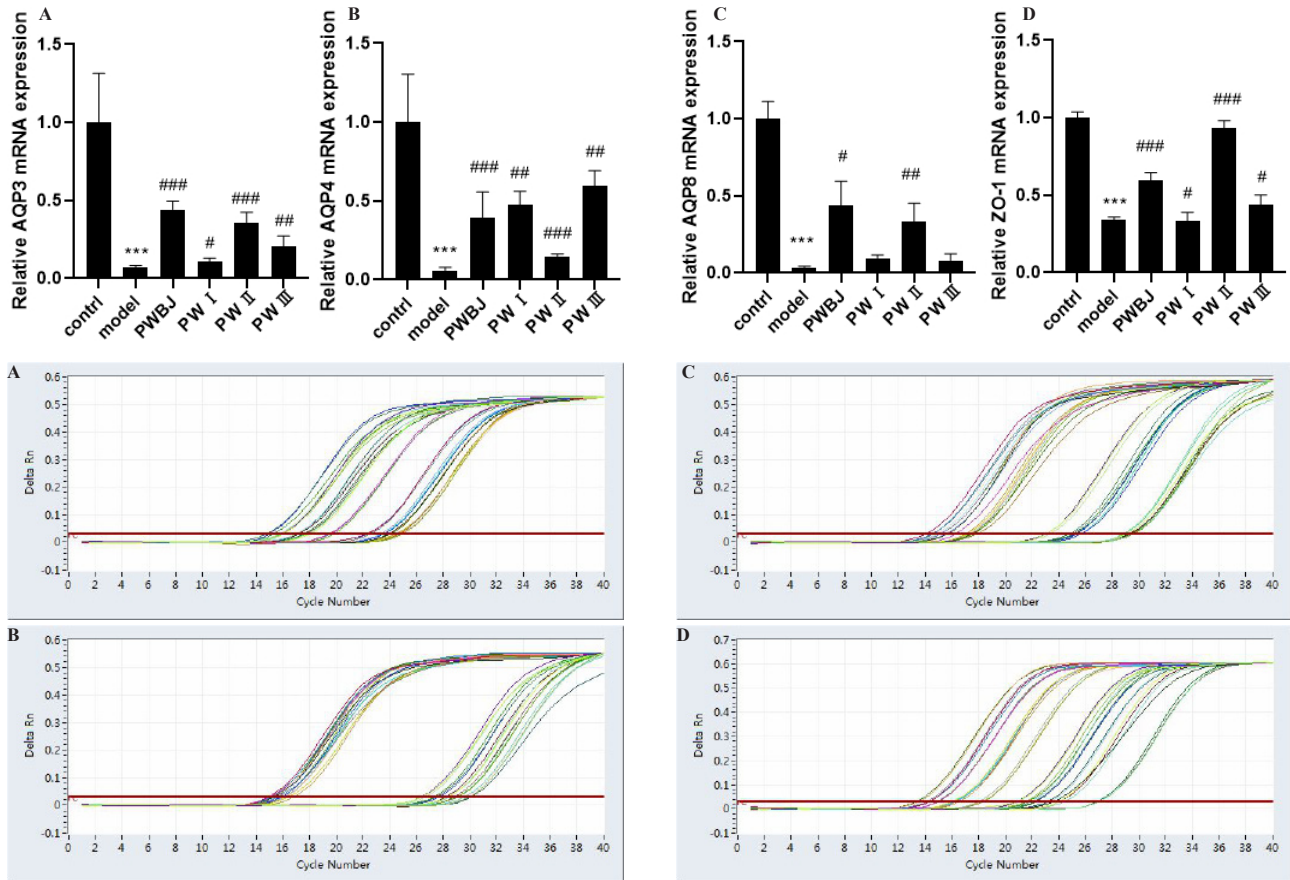 A
Relative AQP3 mRNA expression
1.5
1.0
0.5
0.0
***
###
#
###
##
contrl
model
PWBJ
PW Ⅰ
PW Ⅱ
PW Ⅲ
B
Relative AQP4 mRNA expression
1.5
1.0
0.5
0.0
***
###
##
###
##
contrl
model
PWBJ
PW Ⅰ
PW Ⅱ
PW Ⅲ
C
Relative AQP8 mRNA expression
1.5
1.0
0.5
0.0
***
#
##
contrl
model
PWBJ
PW Ⅰ
PW Ⅱ
PW Ⅲ
D
Relative ZO-1 mRNA expression
1.5
1.0
0.5
0.0
***
###
#
###
#
contrl
model
PWBJ
PW Ⅰ
PW Ⅱ
PW Ⅲ
A
Delta Rn
0.6
0.5
0.4
0.3
0.2
0.1
0
-0.1
0 2 4 6 8 10 12 14 16 18 20 22 24 26 28 30 32 34 36 38 40
Cycle Number
C
Delta Rn
0.6
0.5
0.4
0.3
0.2
0.1
0
-0.1
0 2 4 6 8 10 12 14 16 18 20 22 24 26 28 30 32 34 36 38 40
Cycle Number
B
Delta Rn
0.6
0.5
0.4
0.3
0.2
0.1
0
-0.1
0 2 4 6 8 10 12 14 16 18 20 22 24 26 28 30 32 34 36 38 40
Cycle Number
D
Delta Rn
0.7
0.6
0.5
0.4
0.3
0.2
0.1
0
-0.1
0 2 4 6 8 10 12 14 16 18 20 22 24 26 28 30 32 34 36 38 40
Cycle Number